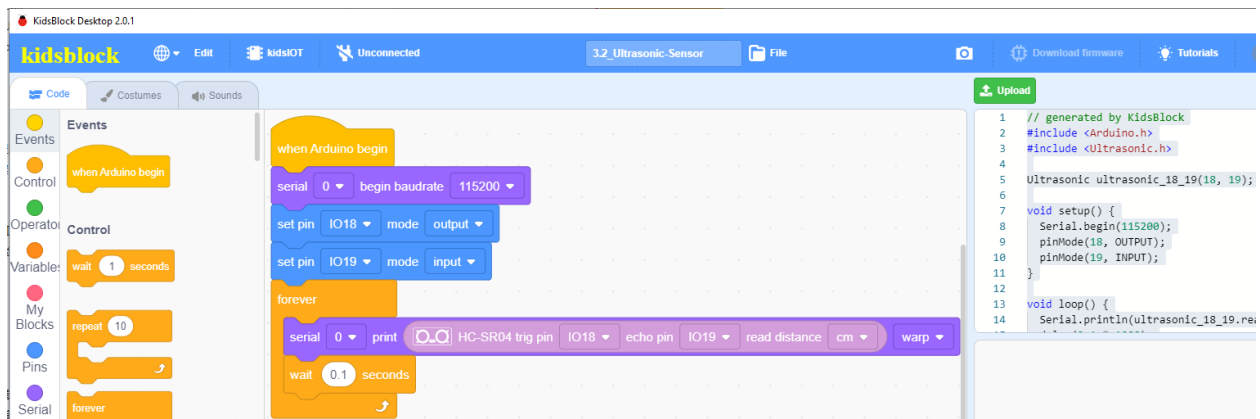 KidsBlock Desktop 2.0.1
kidsblock Edit kidsIOT Unconnected 3.2_Ultrasonic-Sensor File Download firmware Tutorials
Code Costumes Sounds
Events
Control
Operator
Variables
My
Blocks
Pins
Serial
Events
when Arduino begin
Control
wait 1 seconds
repeat 10
forever
when Arduino begin
serial 0 begin baudrate 115200
set pin IO18 mode output
set pin IO19 mode input
forever
serial 0 print HC-SR04 trig pin IO18 echo pin IO19 read distance cm warp
wait 0.1 seconds
Upload
1 // generated by KidsBlock
2 #include <Arduino.h>
3 #include <Ultrasonic.h>
4
5 Ultrasonic ultrasonic_18_19(18, 19);
6
7 void setup() {
8 Serial.begin(115200);
9 pinMode(18, OUTPUT);
10 pinMode(19, INPUT);
11 }
12
13 void loop() {
14 Serial.println(ultrasonic_18_19.rea